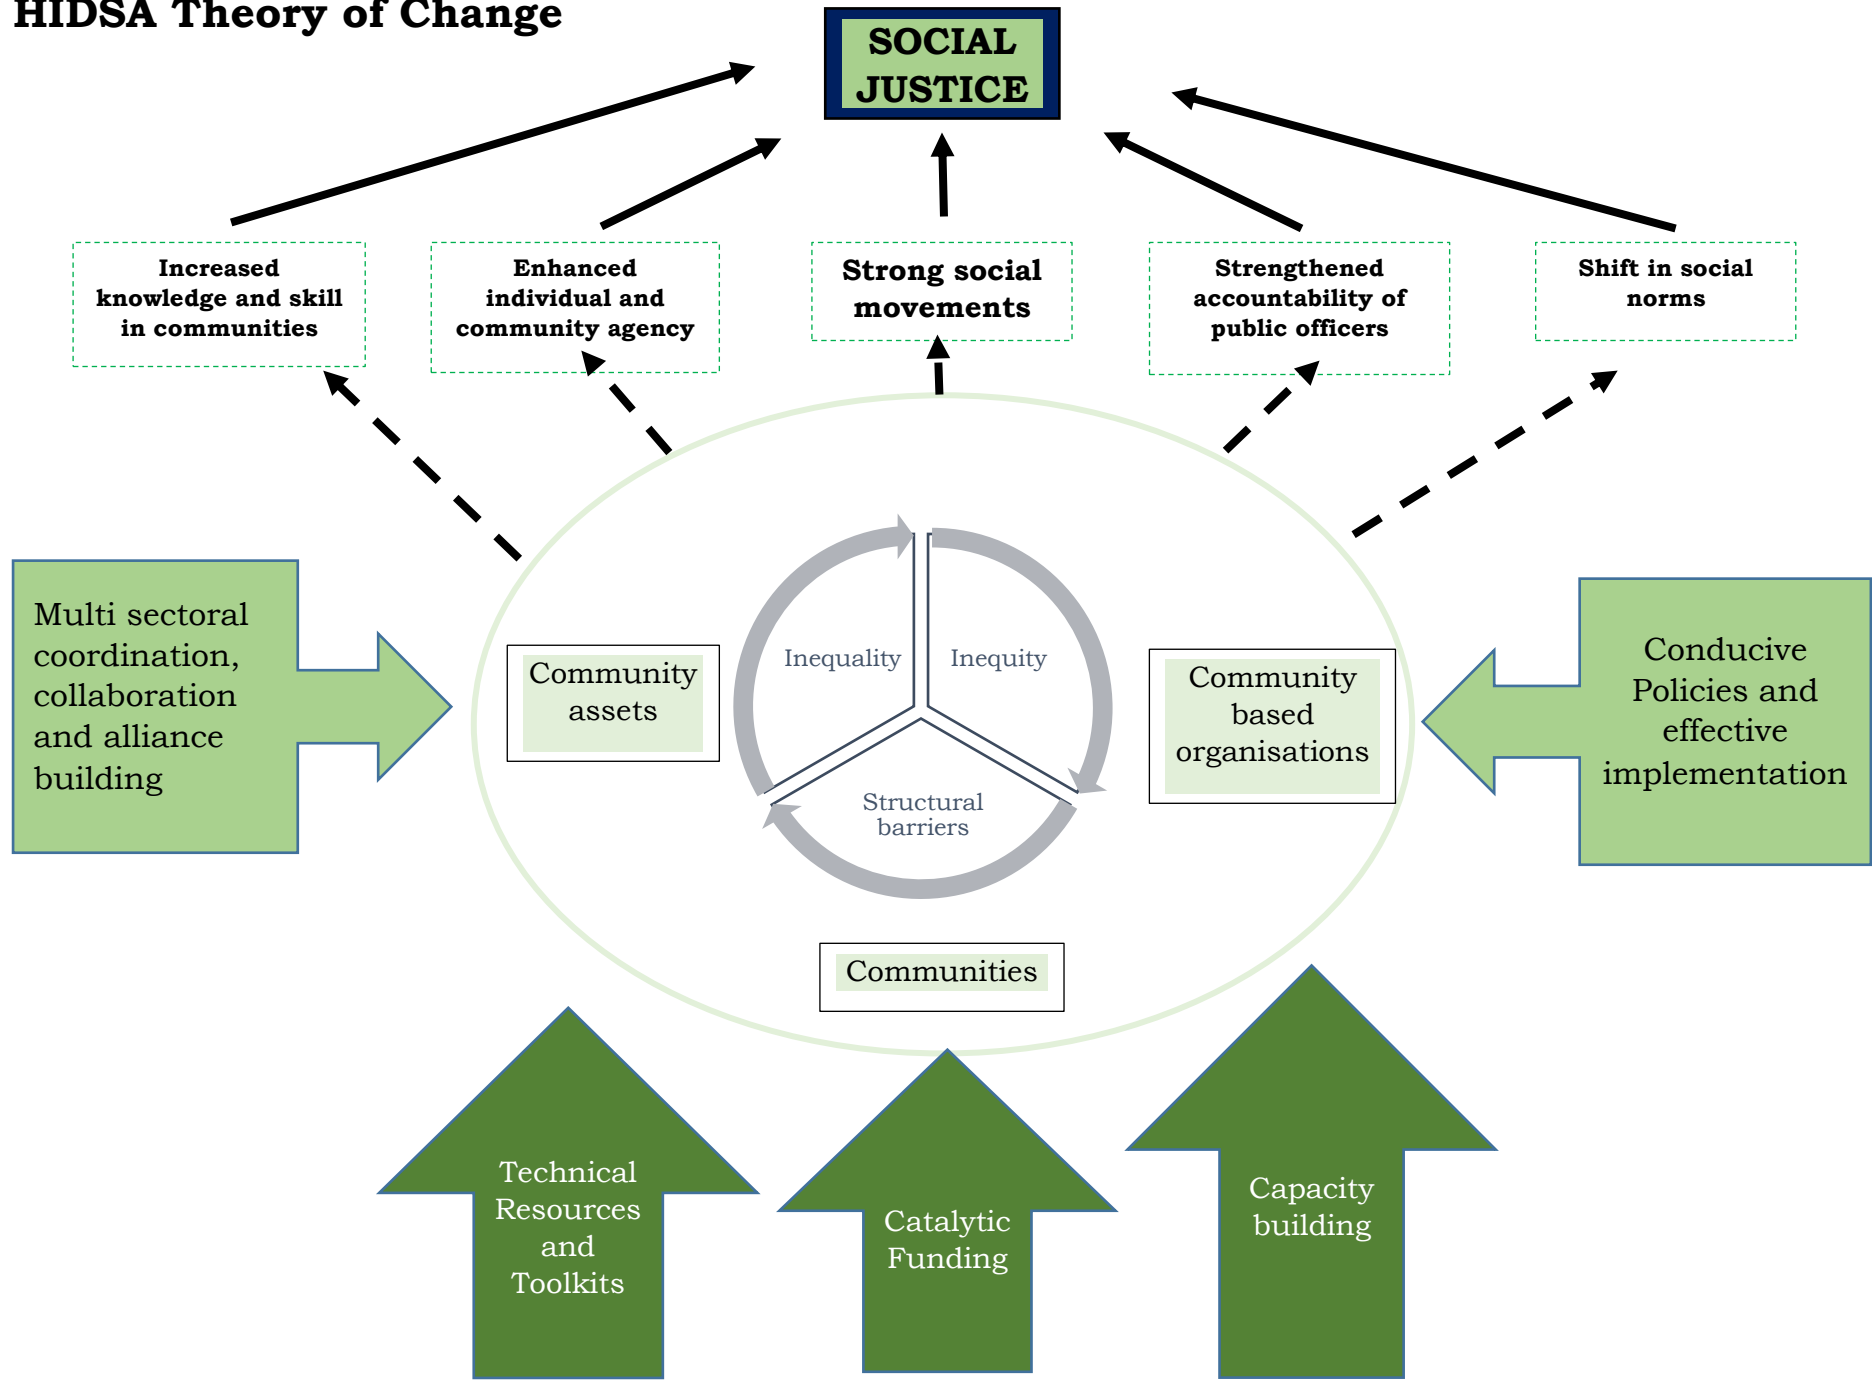 HIDSA Theory of Change
SOCIAL
JUSTICE
Increased
knowledge and skill
in communities
Enhanced
individual and
community agency
Strong social
movements
Strengthened
accountability of
public officers
Shift in social
norms
Multi sectoral
coordination,
collaboration
and alliance
building
Community
assets
Inequality
Inequity
Structural
barriers
Community
based
organisations
Conducive
Policies and
effective
implementation
Communities
Technical
Resources
and
Toolkits
Catalytic
Funding
Capacity
building